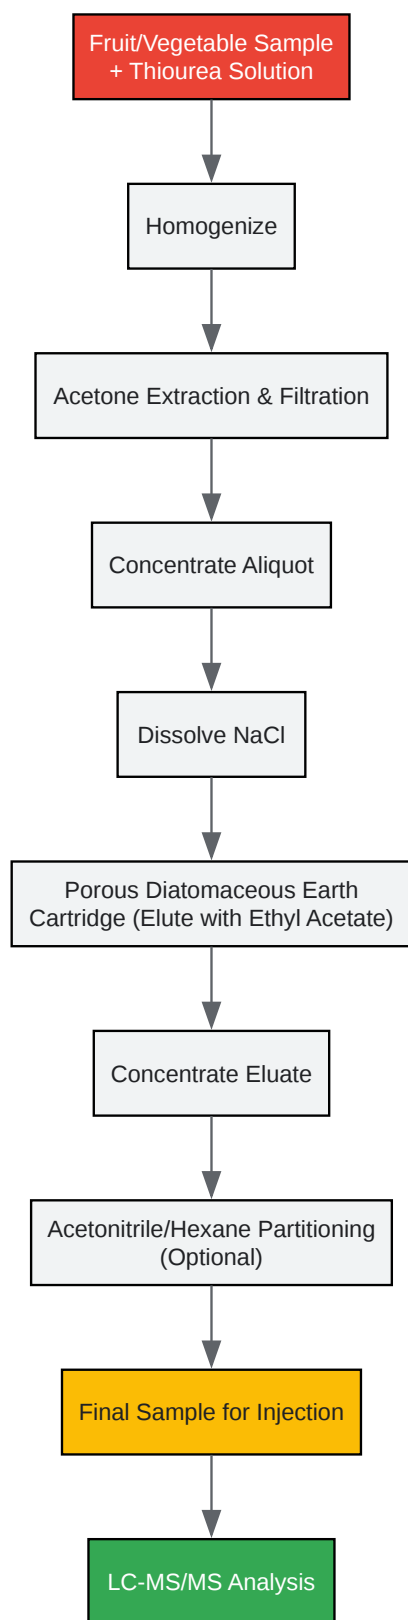 Fruit/Vegetable Sample
+ Thiourea Solution
Homogenize
Acetone Extraction & Filtration
Concentrate Aliquot
Dissolve NaCl
Porous Diatomaceous Earth
Cartridge (Elute with Ethyl Acetate)
Concentrate Eluate
Acetonitrile/Hexane Partitioning
(Optional)
Final Sample for Injection
LC-MS/MS Analysis